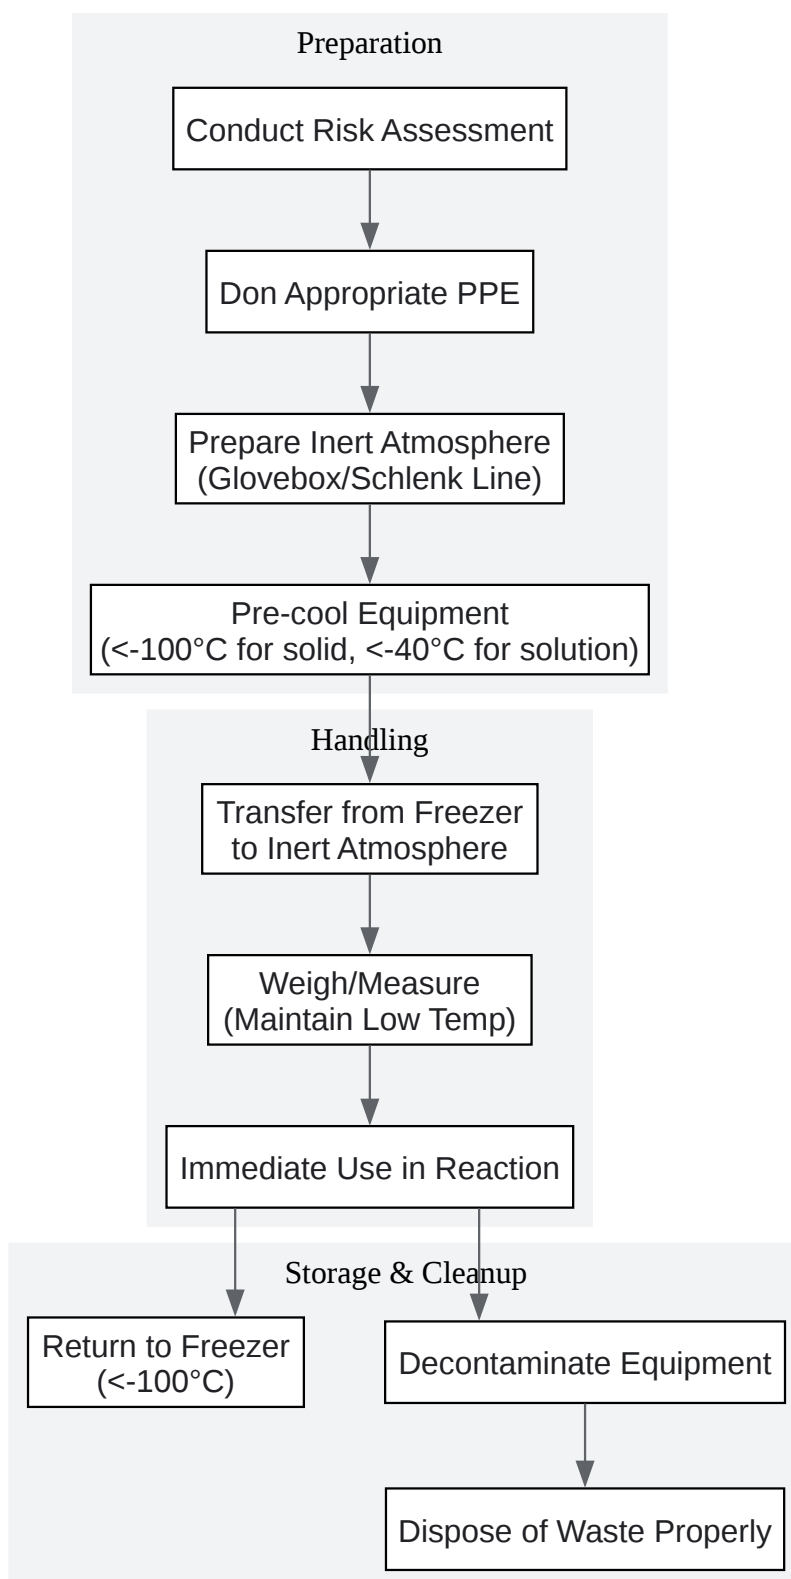 Preparation
Conduct Risk Assessment
Don Appropriate PPE
Prepare Inert Atmosphere
(Glovebox/Schlenk Line)
Pre-cool Equipment
(<-100°C for solid, <-40°C for solution)
Handling
Transfer from Freezer
to Inert Atmosphere
Weigh/Measure
(Maintain Low Temp)
Immediate Use in Reaction
Storage & Cleanup
Return to Freezer
(<-100°C)
Decontaminate Equipment
Dispose of Waste Properly